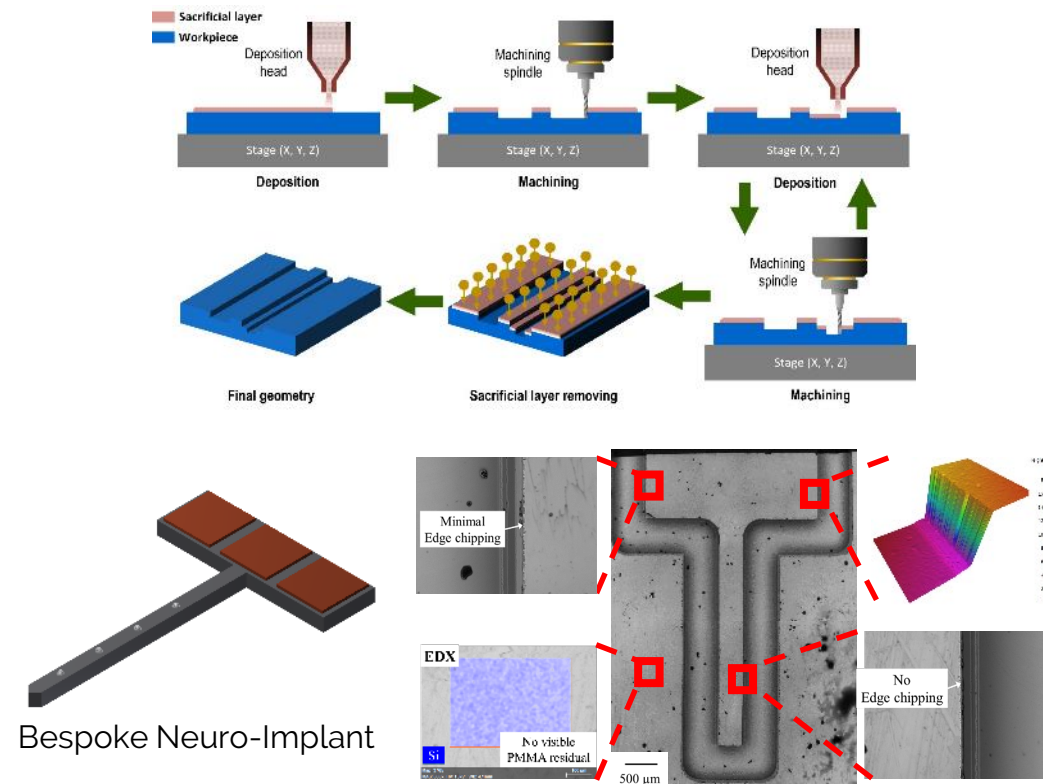 Sacrificial layer
Workpiece
Deposition
head
Stage (X, Y, Z)
Deposition
Machining
spindle
Stage (X, Y, Z)
Machining
Deposition
head
Stage (X, Y, Z)
Deposition
Machining
spindle
Stage (X, Y, Z)
Machining
Sacrificial layer removing
Final geometry
Bespoke Neuro-Implant
Minimal
Edge chipping
EDX
Si
No visible
PMMA residual
500 µm
No
Edge chipping